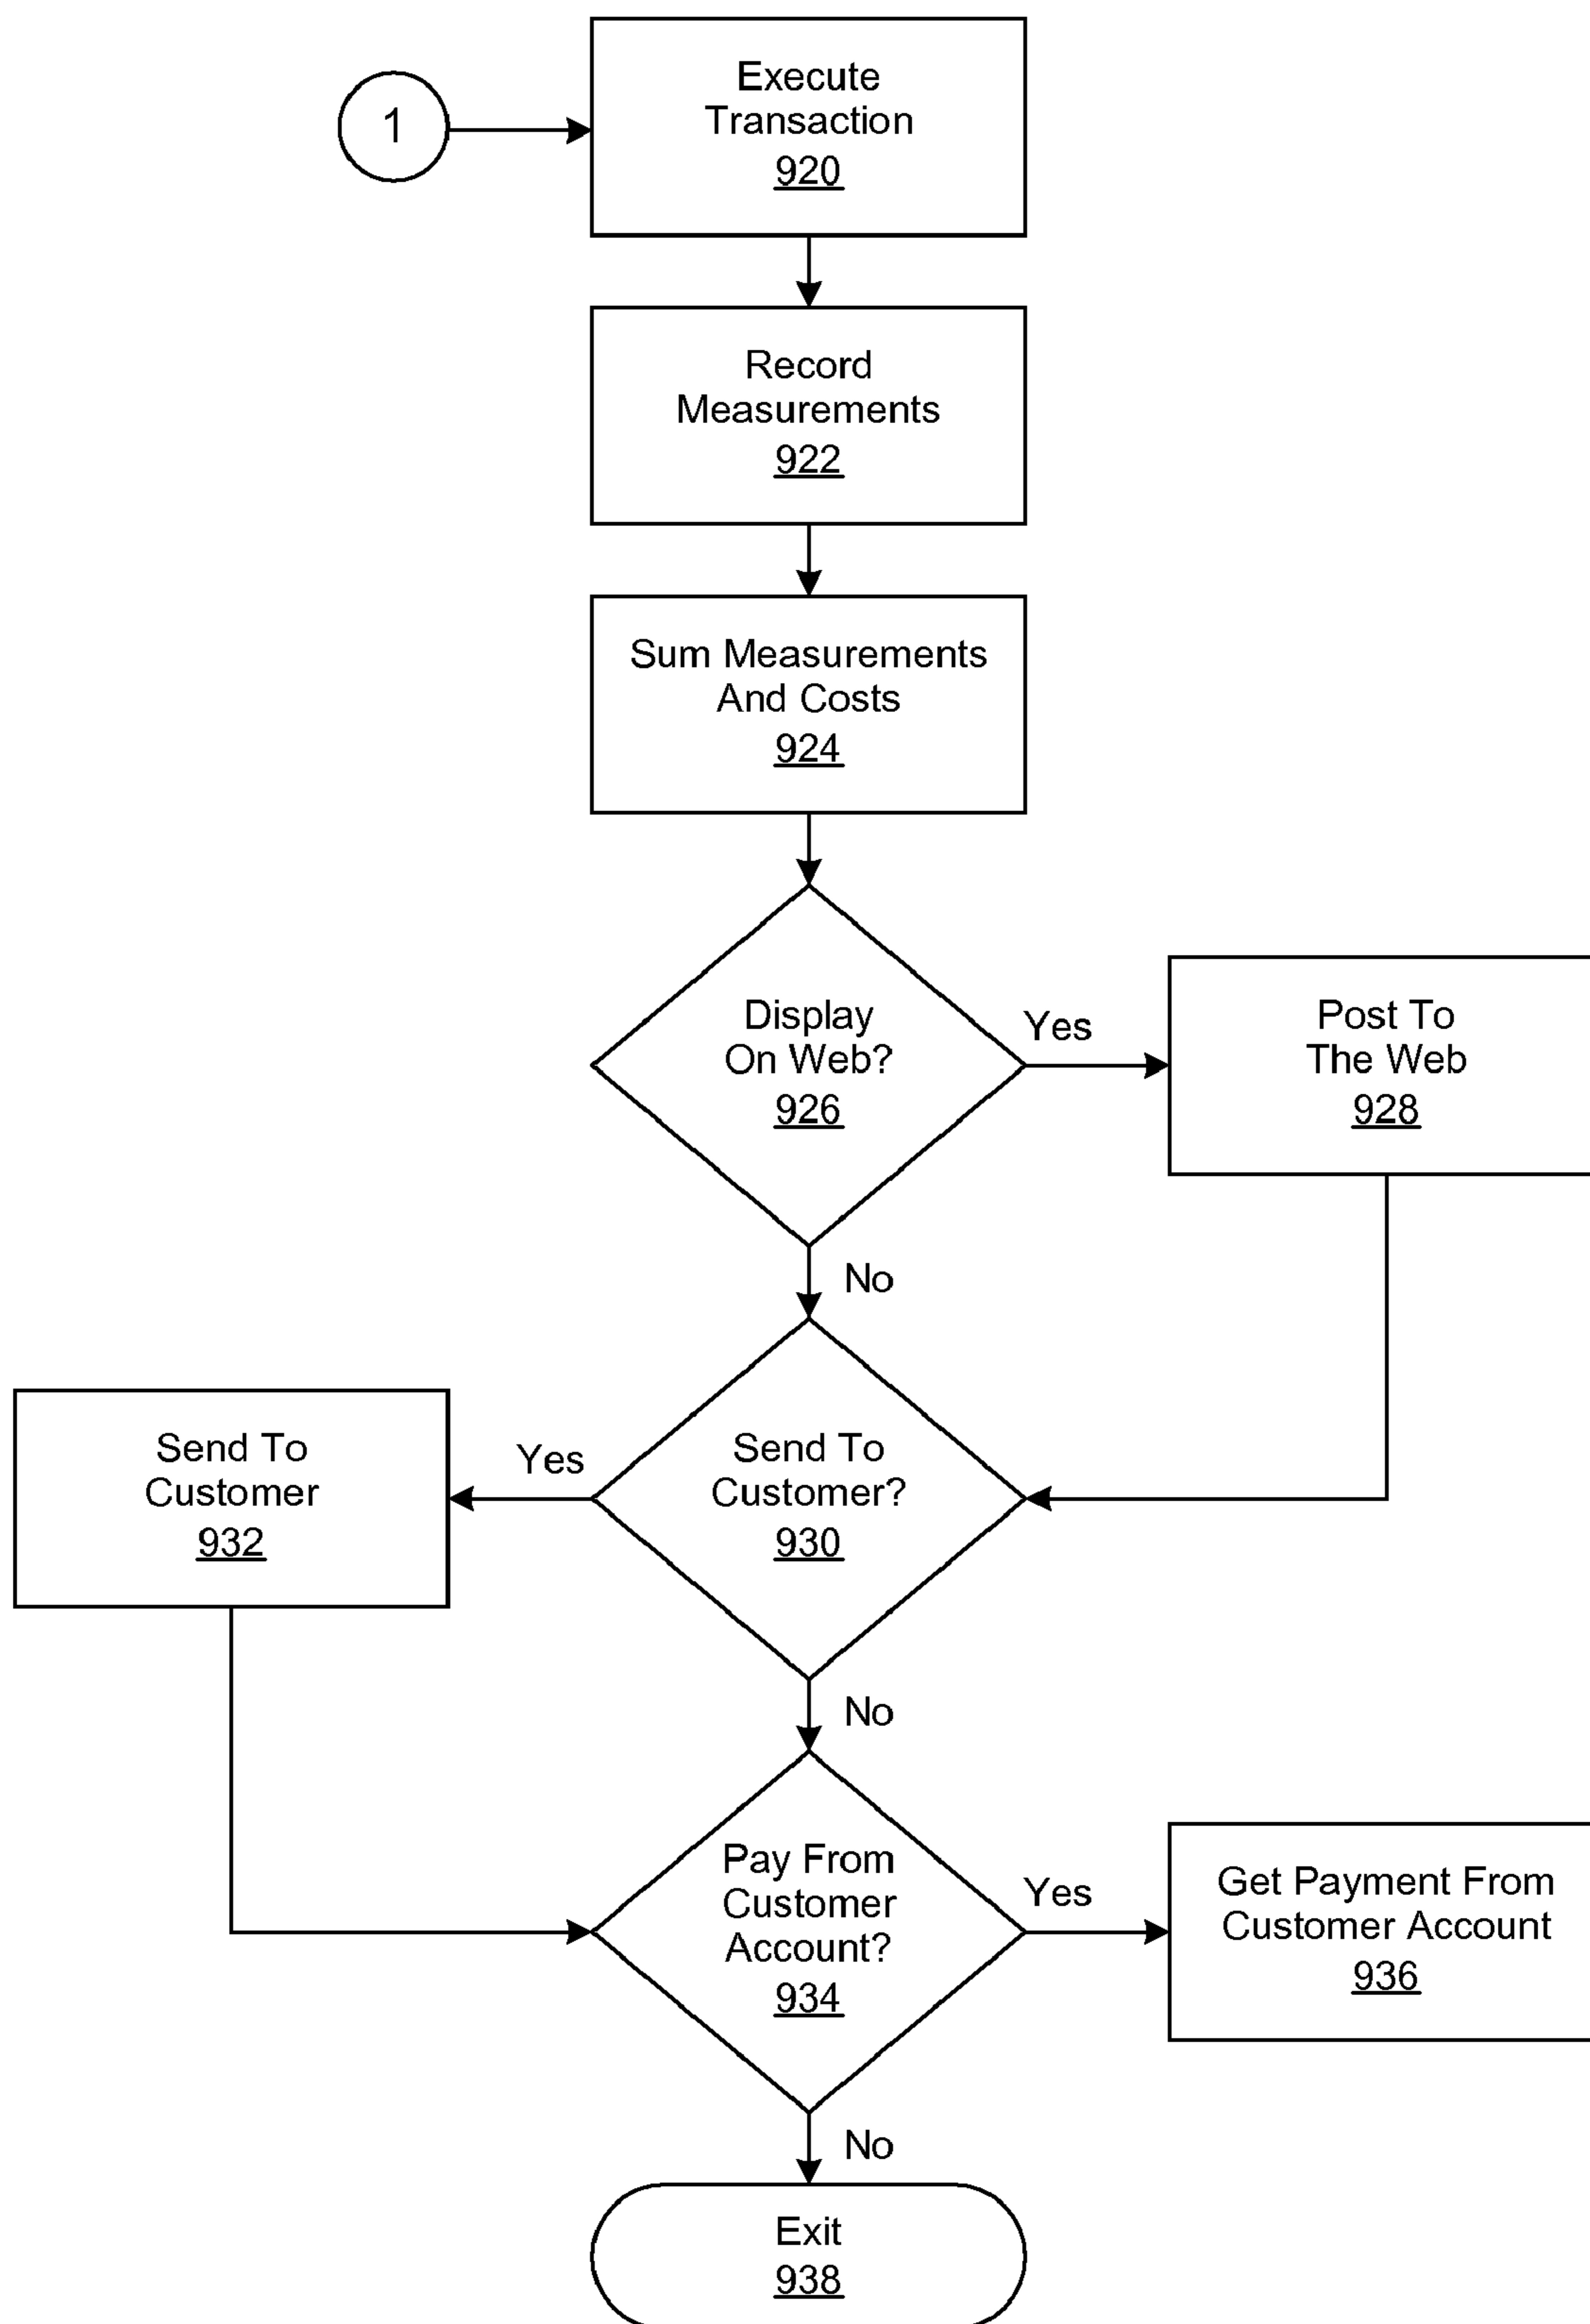 1
Execute
Transaction
920
Record
Measurements
922
Sum Measurements
And Costs
924
Display
On Web?
926
Yes
Post To
The Web
928
No
Send To
Customer?
930
Yes
Send To
Customer
932
No
Pay From
Customer
Account?
934
Yes
Get Payment From
Customer Account
936
No
Exit
938